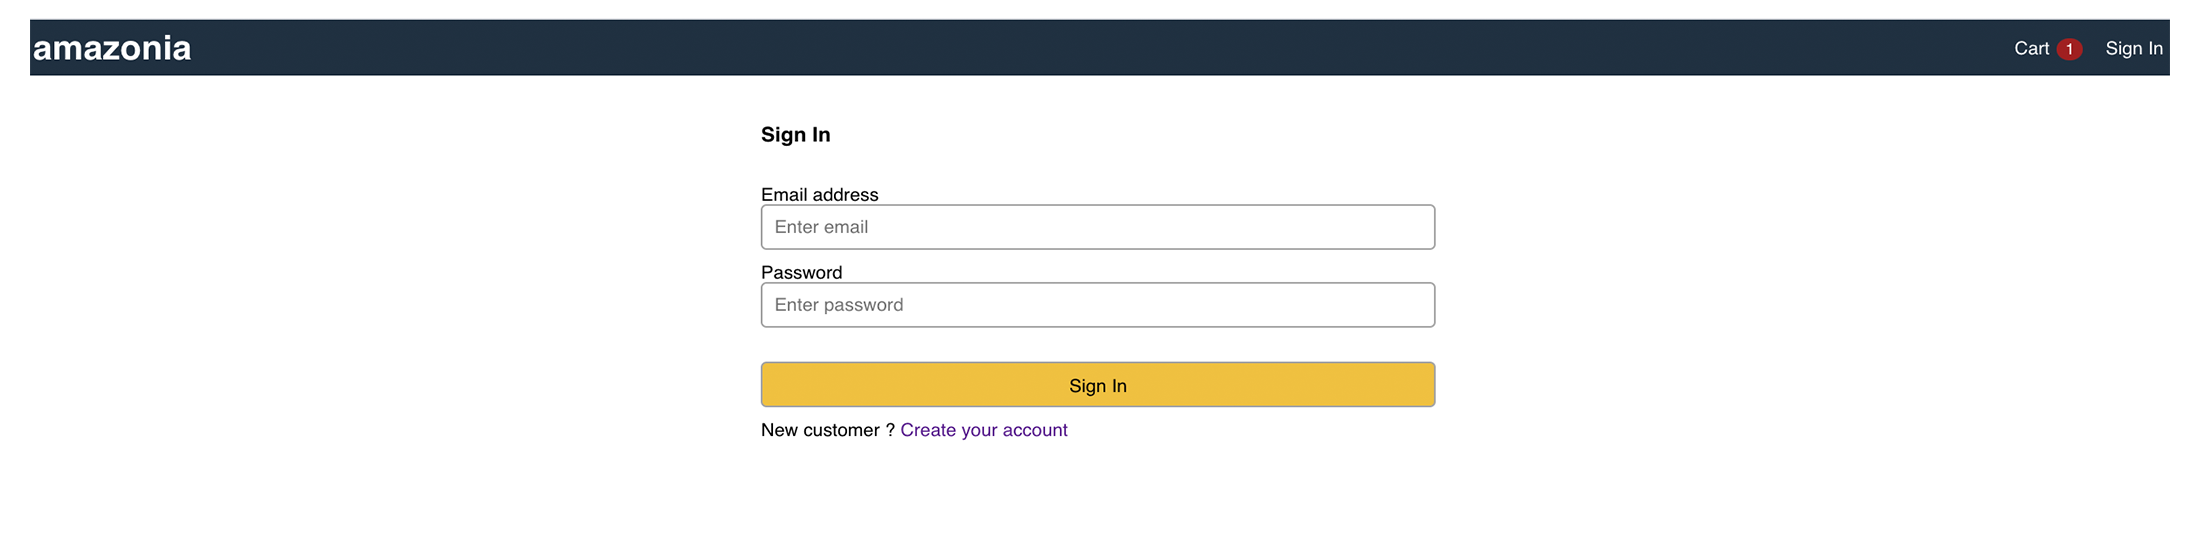 amazonia
Cart 1 Sign In
Sign In
Email address
Enter email
Password
Enter password
Sign In
New customer ? Create your account